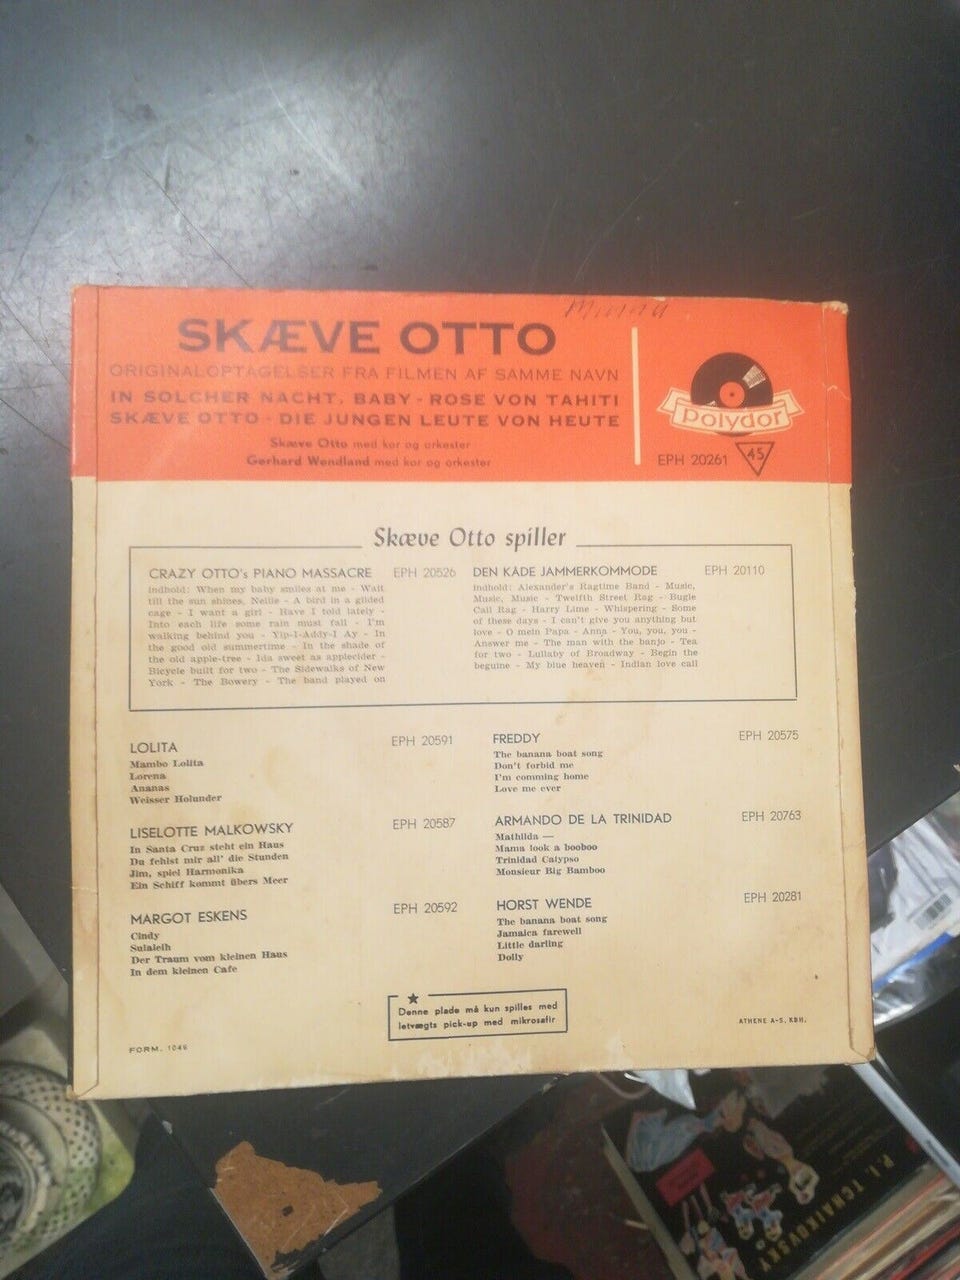 SKÆVE OTTO
ORIGINALOPTAGELSER FRA FILMEN AF SAMME NAVN
IN SOLCHER NACHT, BABY - ROSE VON TAHITI
SKÆVE OTTO - DIE JUNGEN LEUTE VON HEUTE
Skæve Otto med kor og orkester
Gerhard Wendland med kor og orkester
polydor
EPH 20261
45
Skæve Otto spiller
CRAZY OTTO's PIANO MASSACRE EPH 20526
Indhold: When my baby smiles at me - Wait
till the sun shines, Nellie - A bird in a gilded
cage - I want a girl - Have I told lately -
Into each life some rain must fall - I'm
walking behind you - Yip-I-Addy-I Ay - In
the good old summertime - In the shade of
the old apple-tree - Ida sweet as applecider -
Bicycle built for two - The Sidewalks of New
York - The Bowery - The band played on
DEN KÅDE JAMMERKOMMODE EPH 20110
Indhold: Alexander's Ragtime Band - Music,
Music, Music - Twelfth Street Rag - Bugle
Call Rag - Harry Lime - Whispering - Some
of these days - I can't give you anything but
love - O mein Papa - Anna - You, you, you -
Answer me - The man with the banjo - Tea
for two - Lullaby of Broadway - Begin the
beguine - My blue heaven - Indian love call
LOLITA EPH 20591
Mambo Lolita
Lorena
Ananas
Weisser Holunder
LISELOTTE MALKOWSKY EPH 20587
In Santa Cruz steht ein Haus
Du fehlst mir all' die Stunden
Jim, spiel Harmonika
Ein Schiff kommt übers Meer
MARGOT ESKENS EPH 20592
Cindy
Sulaleih
Der Traum vom kleinen Haus
In dem kleinen Cafe
FREDDY EPH 20575
The banana boat song
Don't forbid me
I'm comming home
Love me ever
ARMANDO DE LA TRINIDAD EPH 20763
Mathilda —
Mama look a booboo
Trinidad Calypso
Monsieur Big Bamboo
HORST WENDE EPH 20281
The banana boat song
Jamaica farewell
Little darling
Dolly
Denne plade må kun spilles med
letvægts pick-up med mikrosafir
FORM. 1046
ATHENE A-S, KBH.
P. I. TCHAIKOVSKY